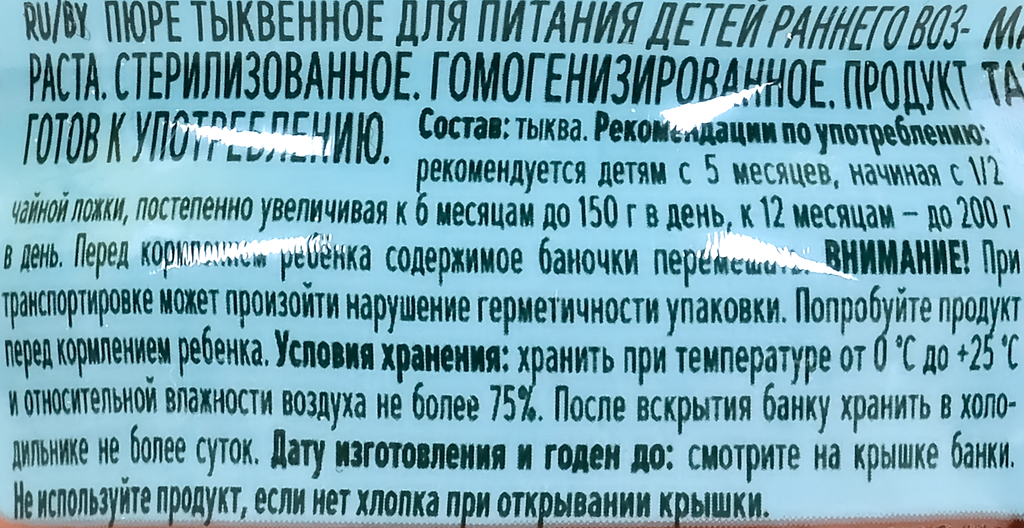 RU/BY ПЮРЕ ТЫКВЕННОЕ ДЛЯ ПИТАНИЯ ДЕТЕЙ РАННЕГО ВОЗ-
РАСТА. СТЕРИЛИЗОВАННОЕ. ГОМОГЕНИЗИРОВАННОЕ. ПРОДУКТ
ГОТОВ К УПОТРЕБЛЕНИЮ. Состав: тыква. Рекомендации по употреблению:
рекомендуется детям с 5 месяцев, начиная с 1/2
чайной ложки, постепенно увеличивая к 6 месяцам до 150 г в день, к 12 месяцам – до 200 г
в день. Перед кормлением ребёнка содержимое баночки перемешать. ВНИМАНИЕ! При
транспортировке может произойти нарушение герметичности упаковки. Попробуйте продукт
перед кормлением ребенка. Условия хранения: хранить при температуре от 0 °С до +25 °С
и относительной влажности воздуха не более 75%. После вскрытия банку хранить в холо-
дильнике не более суток. Дату изготовления и годен до: смотрите на крышке банки.
Не используйте продукт, если нет хлопка при открывании крышки.